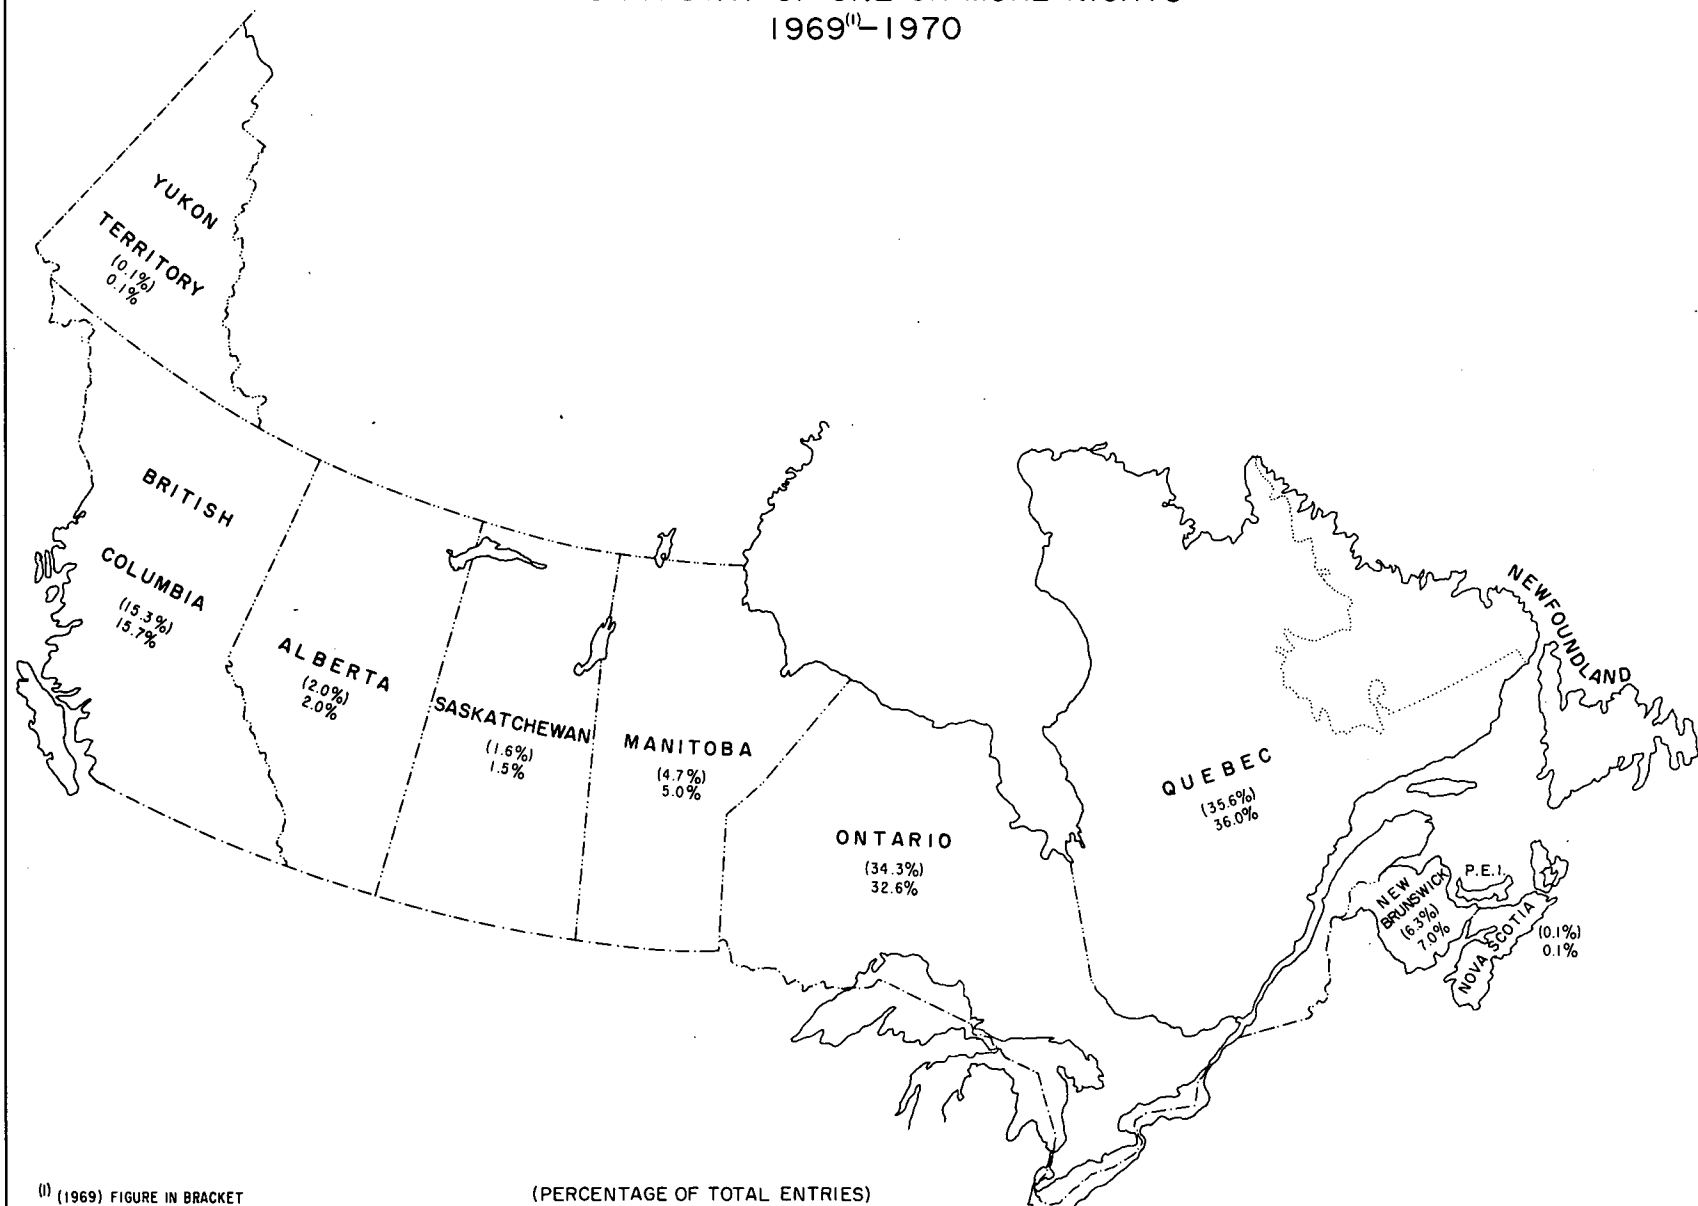 1969(1)–1970
YUKON
TERRITORY
(0.1%)
0.1%
BRITISH
COLUMBIA
(15.3%)
15.7%
ALBERTA
(2.0%)
2.0%
SASKATCHEWAN
(1.6%)
1.5%
MANITOBA
(4.7%)
5.0%
ONTARIO
(34.3%)
32.6%
QUEBEC
(35.6%)
36.0%
NEWFOUNDLAND
NEW
BRUNSWICK
(6.3%)
7.0%
P.E.I.
NOVA SCOTIA
(0.1%)
0.1%
(1) (1969) FIGURE IN BRACKET
(PERCENTAGE OF TOTAL ENTRIES)